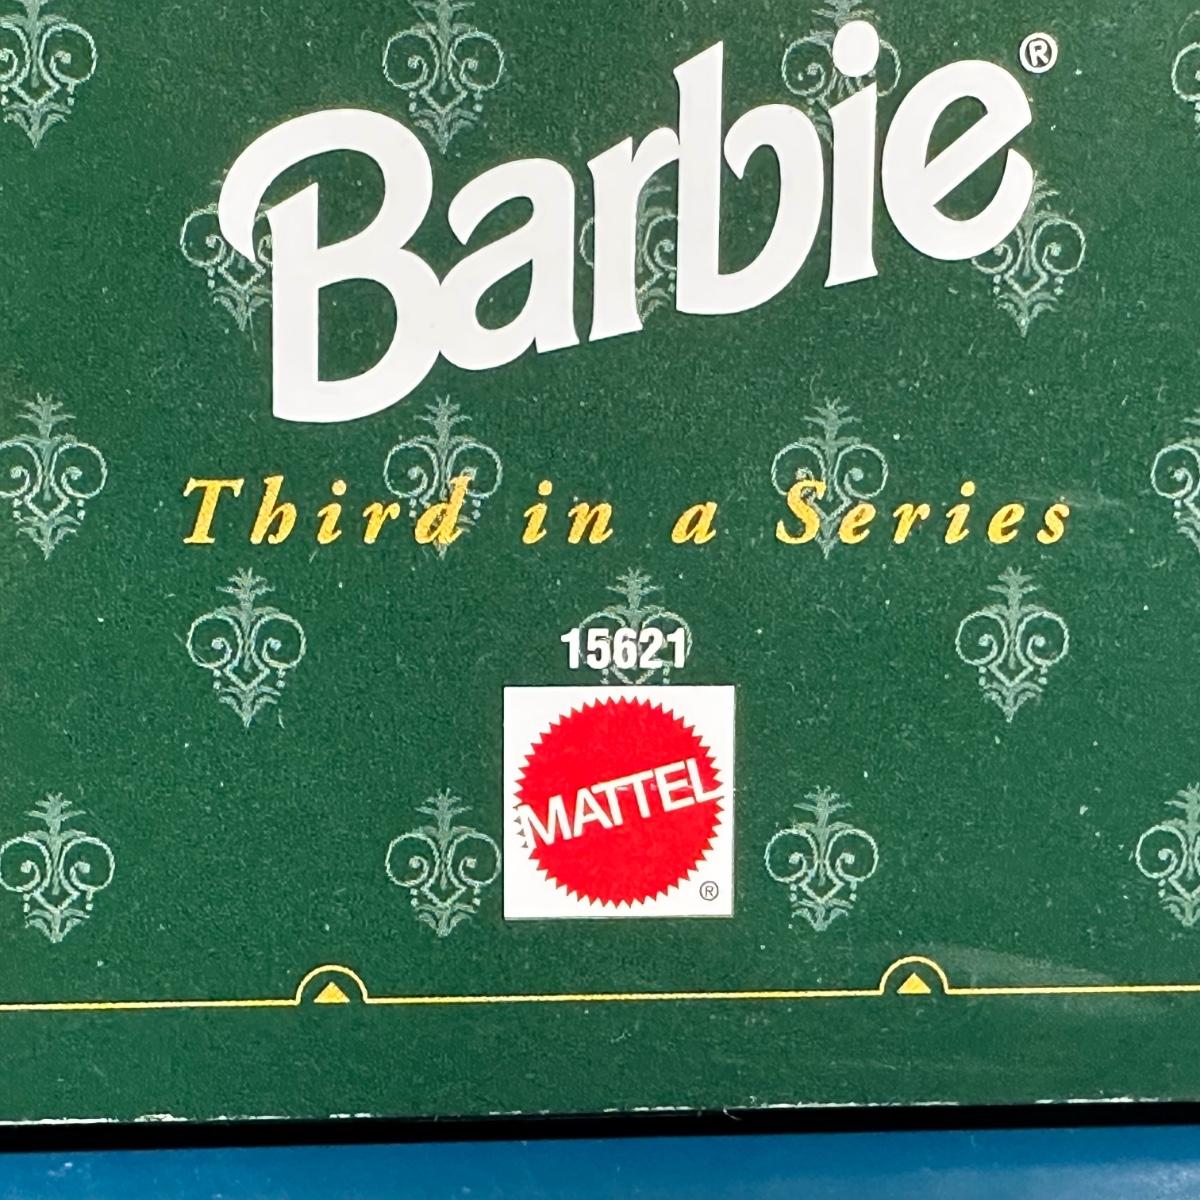 Barbie®
Third in a Series
15621
MATTEL
®